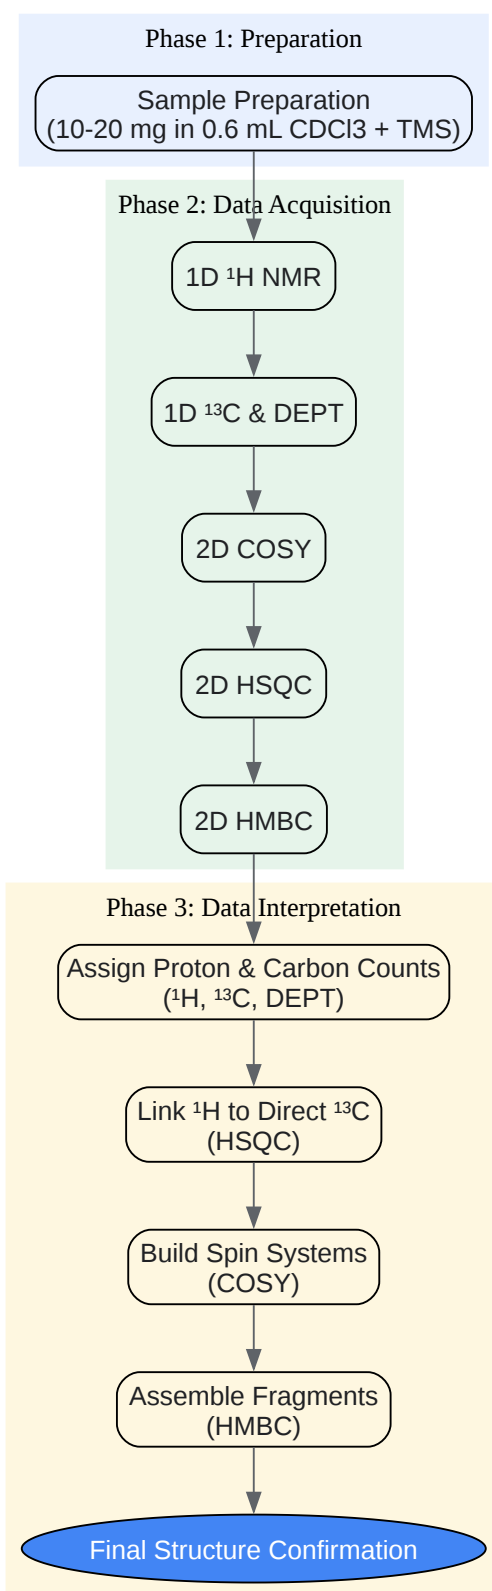 Phase 1: Preparation
Sample Preparation
(10-20 mg in 0.6 mL CDCl3 + TMS)
Phase 2: Data Acquisition
1D ¹H NMR
1D ¹³C & DEPT
2D COSY
2D HSQC
2D HMBC
Phase 3: Data Interpretation
Assign Proton & Carbon Counts
(¹H, ¹³C, DEPT)
Link ¹H to Direct ¹³C
(HSQC)
Build Spin Systems
(COSY)
Assemble Fragments
(HMBC)
Final Structure Confirmation